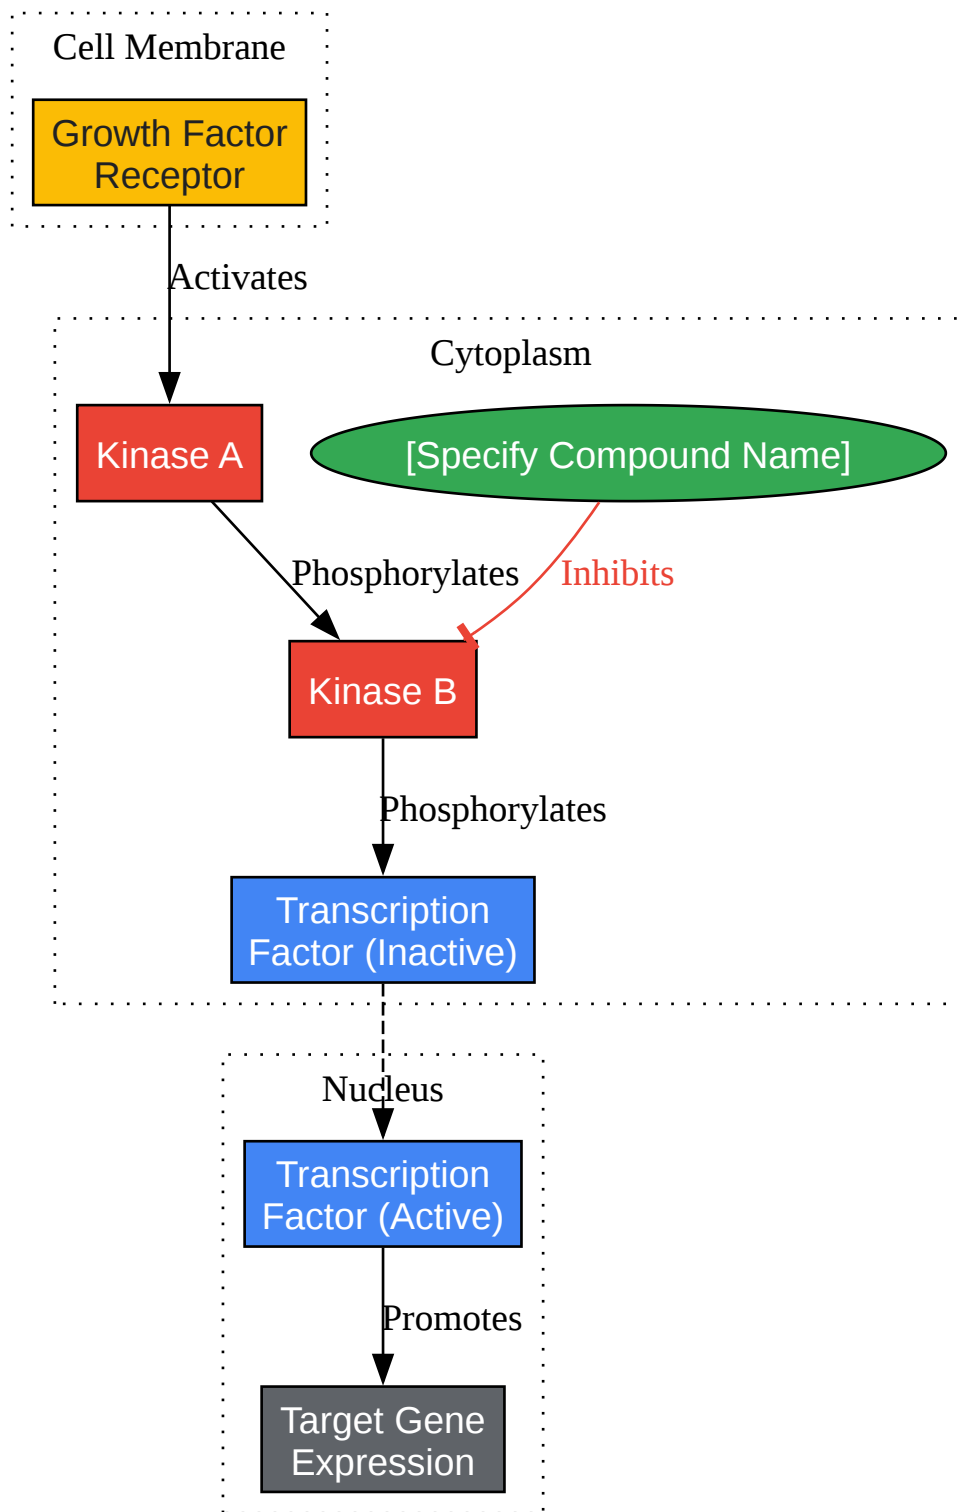 Cell Membrane
Growth Factor
Receptor
Activates
Cytoplasm
Kinase A
[Specify Compound Name]
Phosphorylates
Inhibits
Kinase B
Phosphorylates
Transcription
Factor (Inactive)
Nucleus
Transcription
Factor (Active)
Promotes
Target Gene
Expression